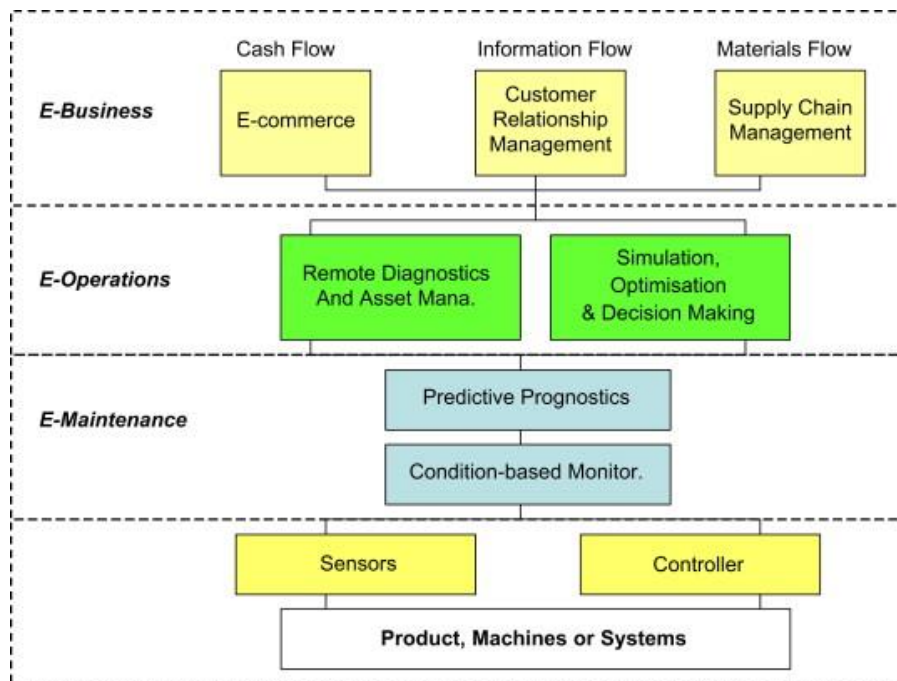 Cash Flow
Information Flow
Materials Flow
E-Business
E-commerce
Customer
Relationship
Management
Supply Chain
Management
E-Operations
Remote Diagnostics
And Asset Mana.
Simulation,
Optimisation
& Decision Making
E-Maintenance
Predictive Prognostics
Condition-based Monitor.
Sensors
Controller
Product, Machines or Systems